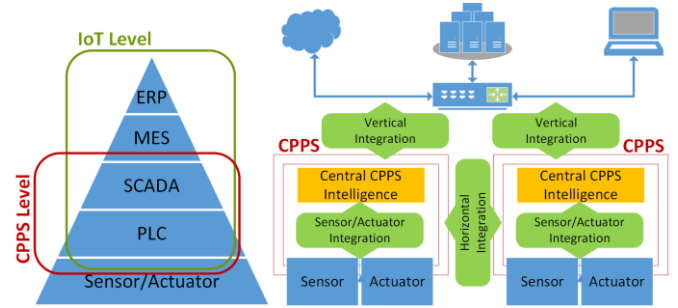 IoT Level
ERP
MES
SCADA
PLC
Sensor/Actuator
CPPS Level
Vertical
Integration
Vertical
Integration
CPPS
CPPS
Central CPPS
Intelligence
Central CPPS
Intelligence
Sensor/Actuator
Integration
Horizontal
Integration
Sensor/Actuator
Integration
Sensor
Actuator
Sensor
Actuator